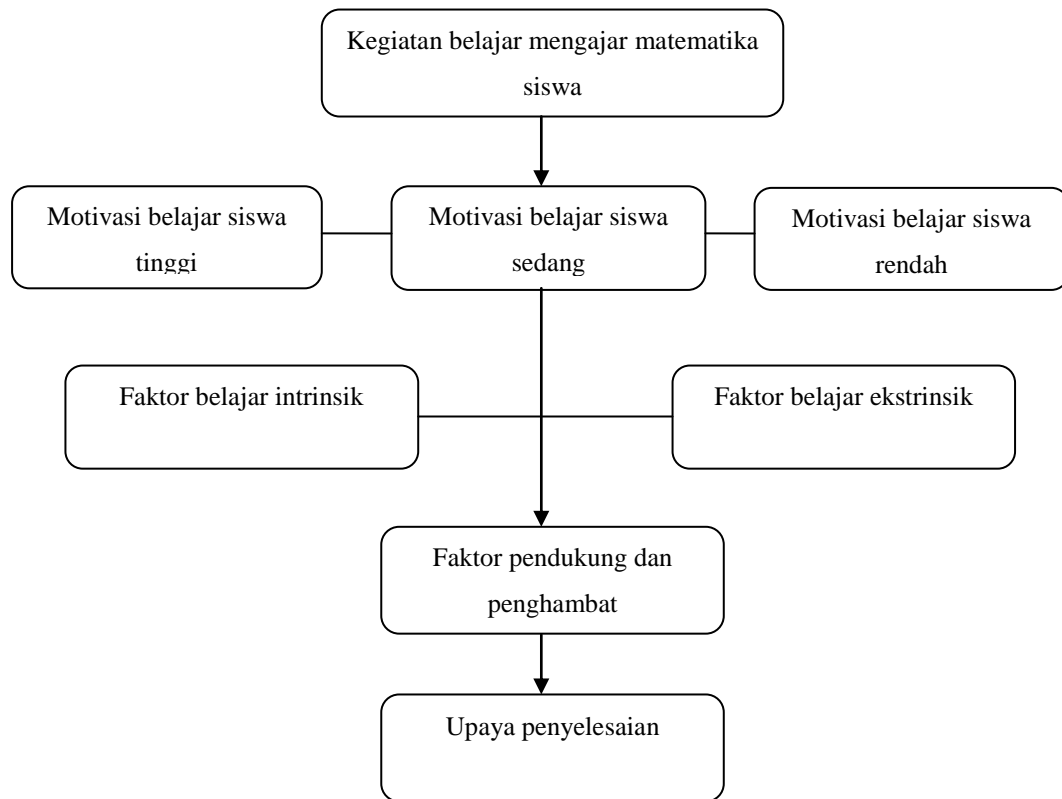 Kegiatan belajar mengajar matematika
siswa
Motivasi belajar siswa
tinggi
Motivasi belajar siswa
sedang
Motivasi belajar siswa
rendah
Faktor belajar intrinsik
Faktor belajar ekstrinsik
Faktor pendukung dan
penghambat
Upaya penyelesaian